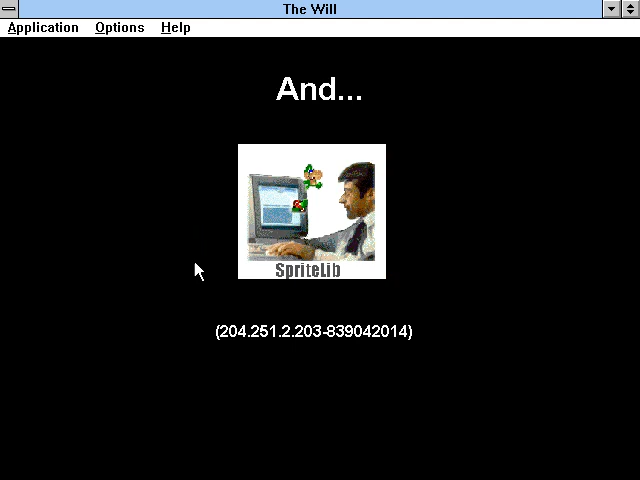 The Will
Application Options Help
And...
SpriteLib
(204.251.2.203-839042014)